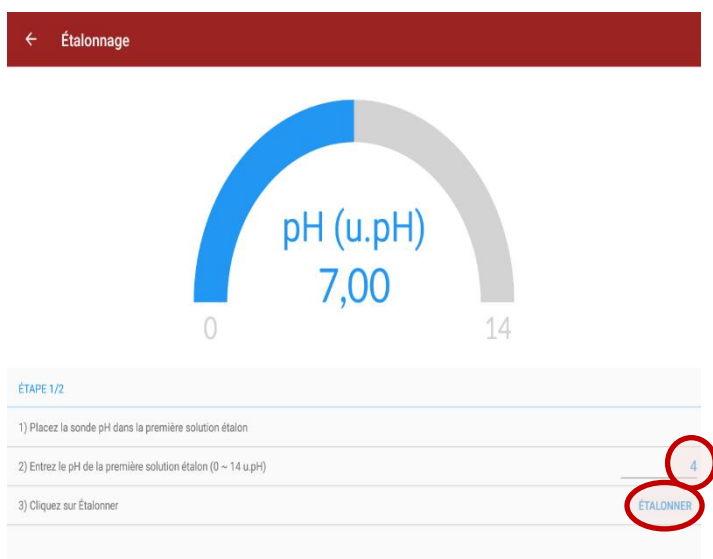 ← Étalonnage
pH (u.pH)
7,00
0 14
ÉTAPE 1/2
1) Placez la sonde pH dans la première solution étalon
2) Entrez le pH de la première solution étalon (0 ~ 14 u.pH) 4
3) Cliquez sur Étalonner ÉTALONNER